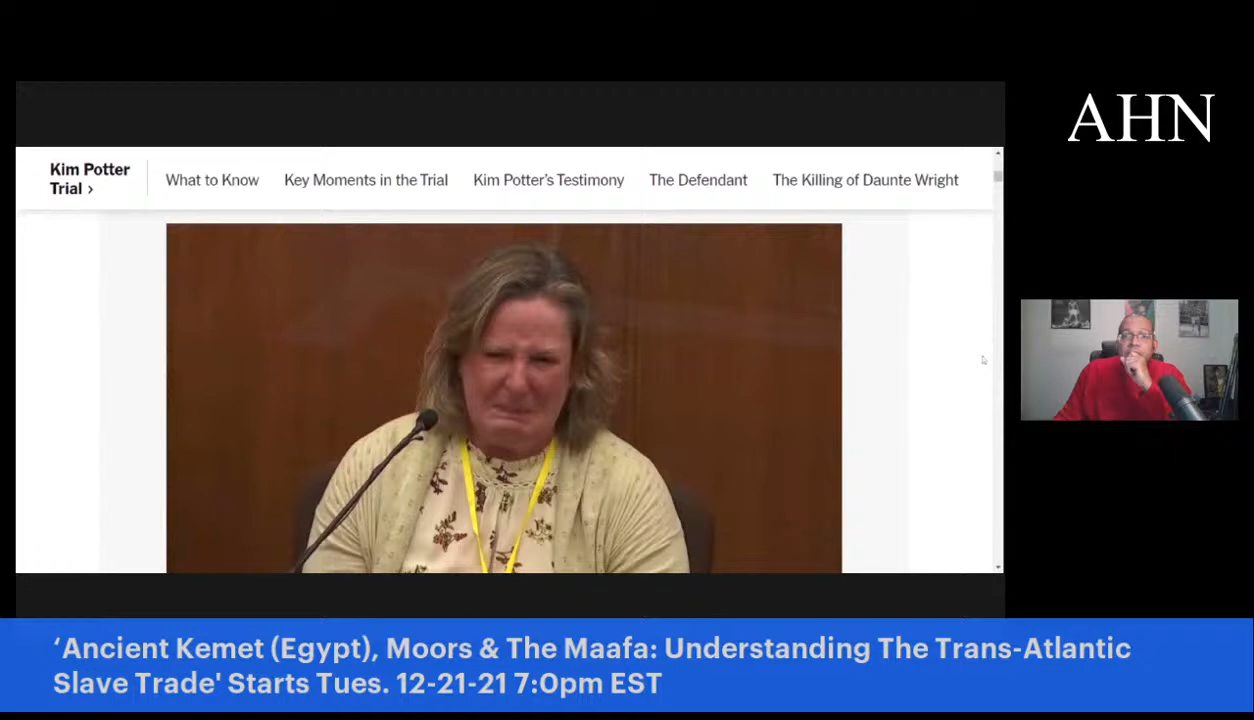 AHN
Kim Potter
Trial ›
What to Know
Key Moments in the Trial
Kim Potter's Testimony
The Defendant
The Killing of Daunte Wright
‘Ancient Kemet (Egypt), Moors & The Maafa: Understanding The Trans-Atlantic
Slave Trade' Starts Tues. 12-21-21 7:0pm EST